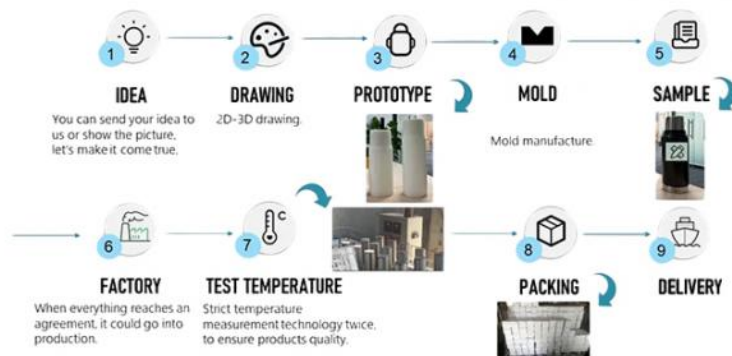 1
2
3
4
5
IDEA
DRAWING
PROTOTYPE
MOLD
SAMPLE
You can send your idea to
us or show the picture,
let's make it come true.
2D-3D drawing.
Mold manufacture.
C
6
7
8
9
FACTORY
TEST TEMPERATURE
PACKING
DELIVERY
When everything reaches an
agreement, it could go into
production.
Strict temperature
measurement technology twice,
to ensure products quality.